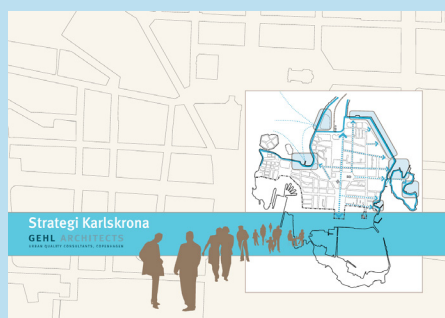 Strategi Karlskrona
GEHL ARCHITECTS
URBAN QUALITY CONSULTANTS, COPENHAGEN